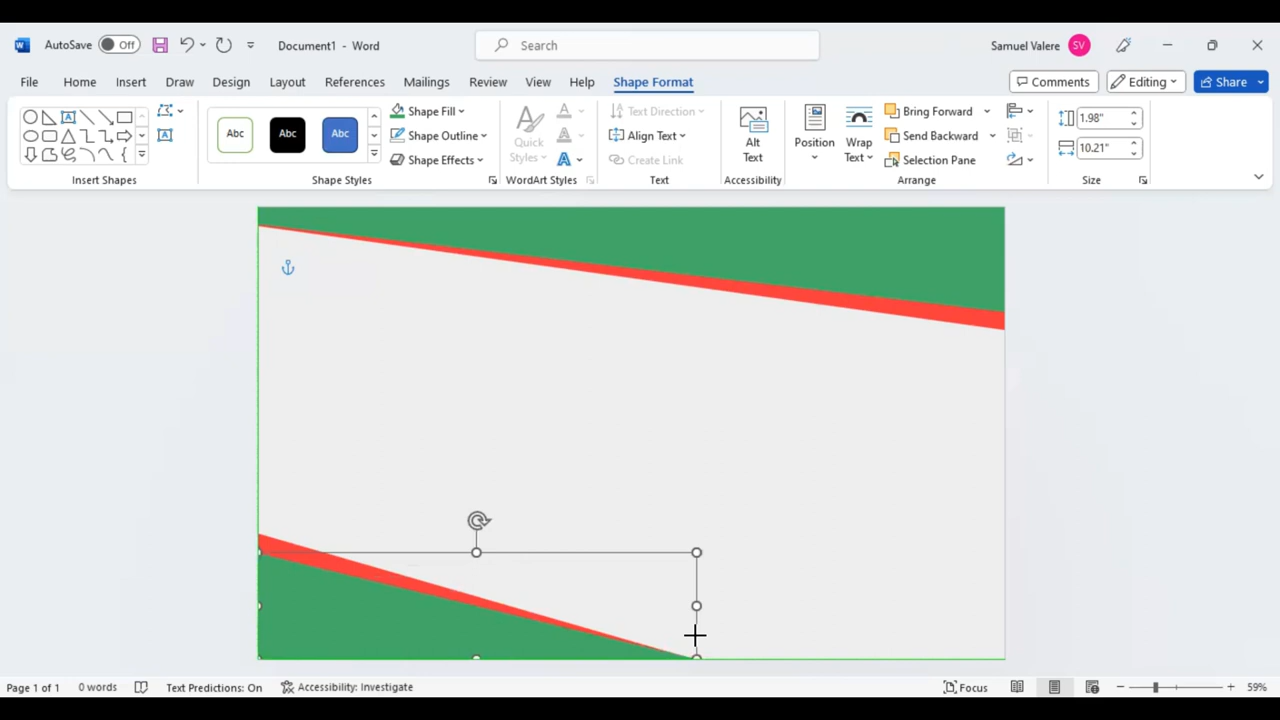 AutoSave Off Document1 - Word Search Samuel Valere SV
File Home Insert Draw Design Layout References Mailings Review View Help Shape Format Comments Editing Share
Abc Abc Abc
Shape Fill
Shape Outline
Shape Effects
Quick
Styles
Text Direction
Align Text
Create Link
Alt
Text
Position
Wrap
Text
Bring Forward
Send Backward
Selection Pane
1.98"
10.21"
Insert Shapes Shape Styles WordArt Styles Text Accessibility Arrange Size
Page 1 of 1 0 words Text Predictions: On Accessibility: Investigate Focus 59%